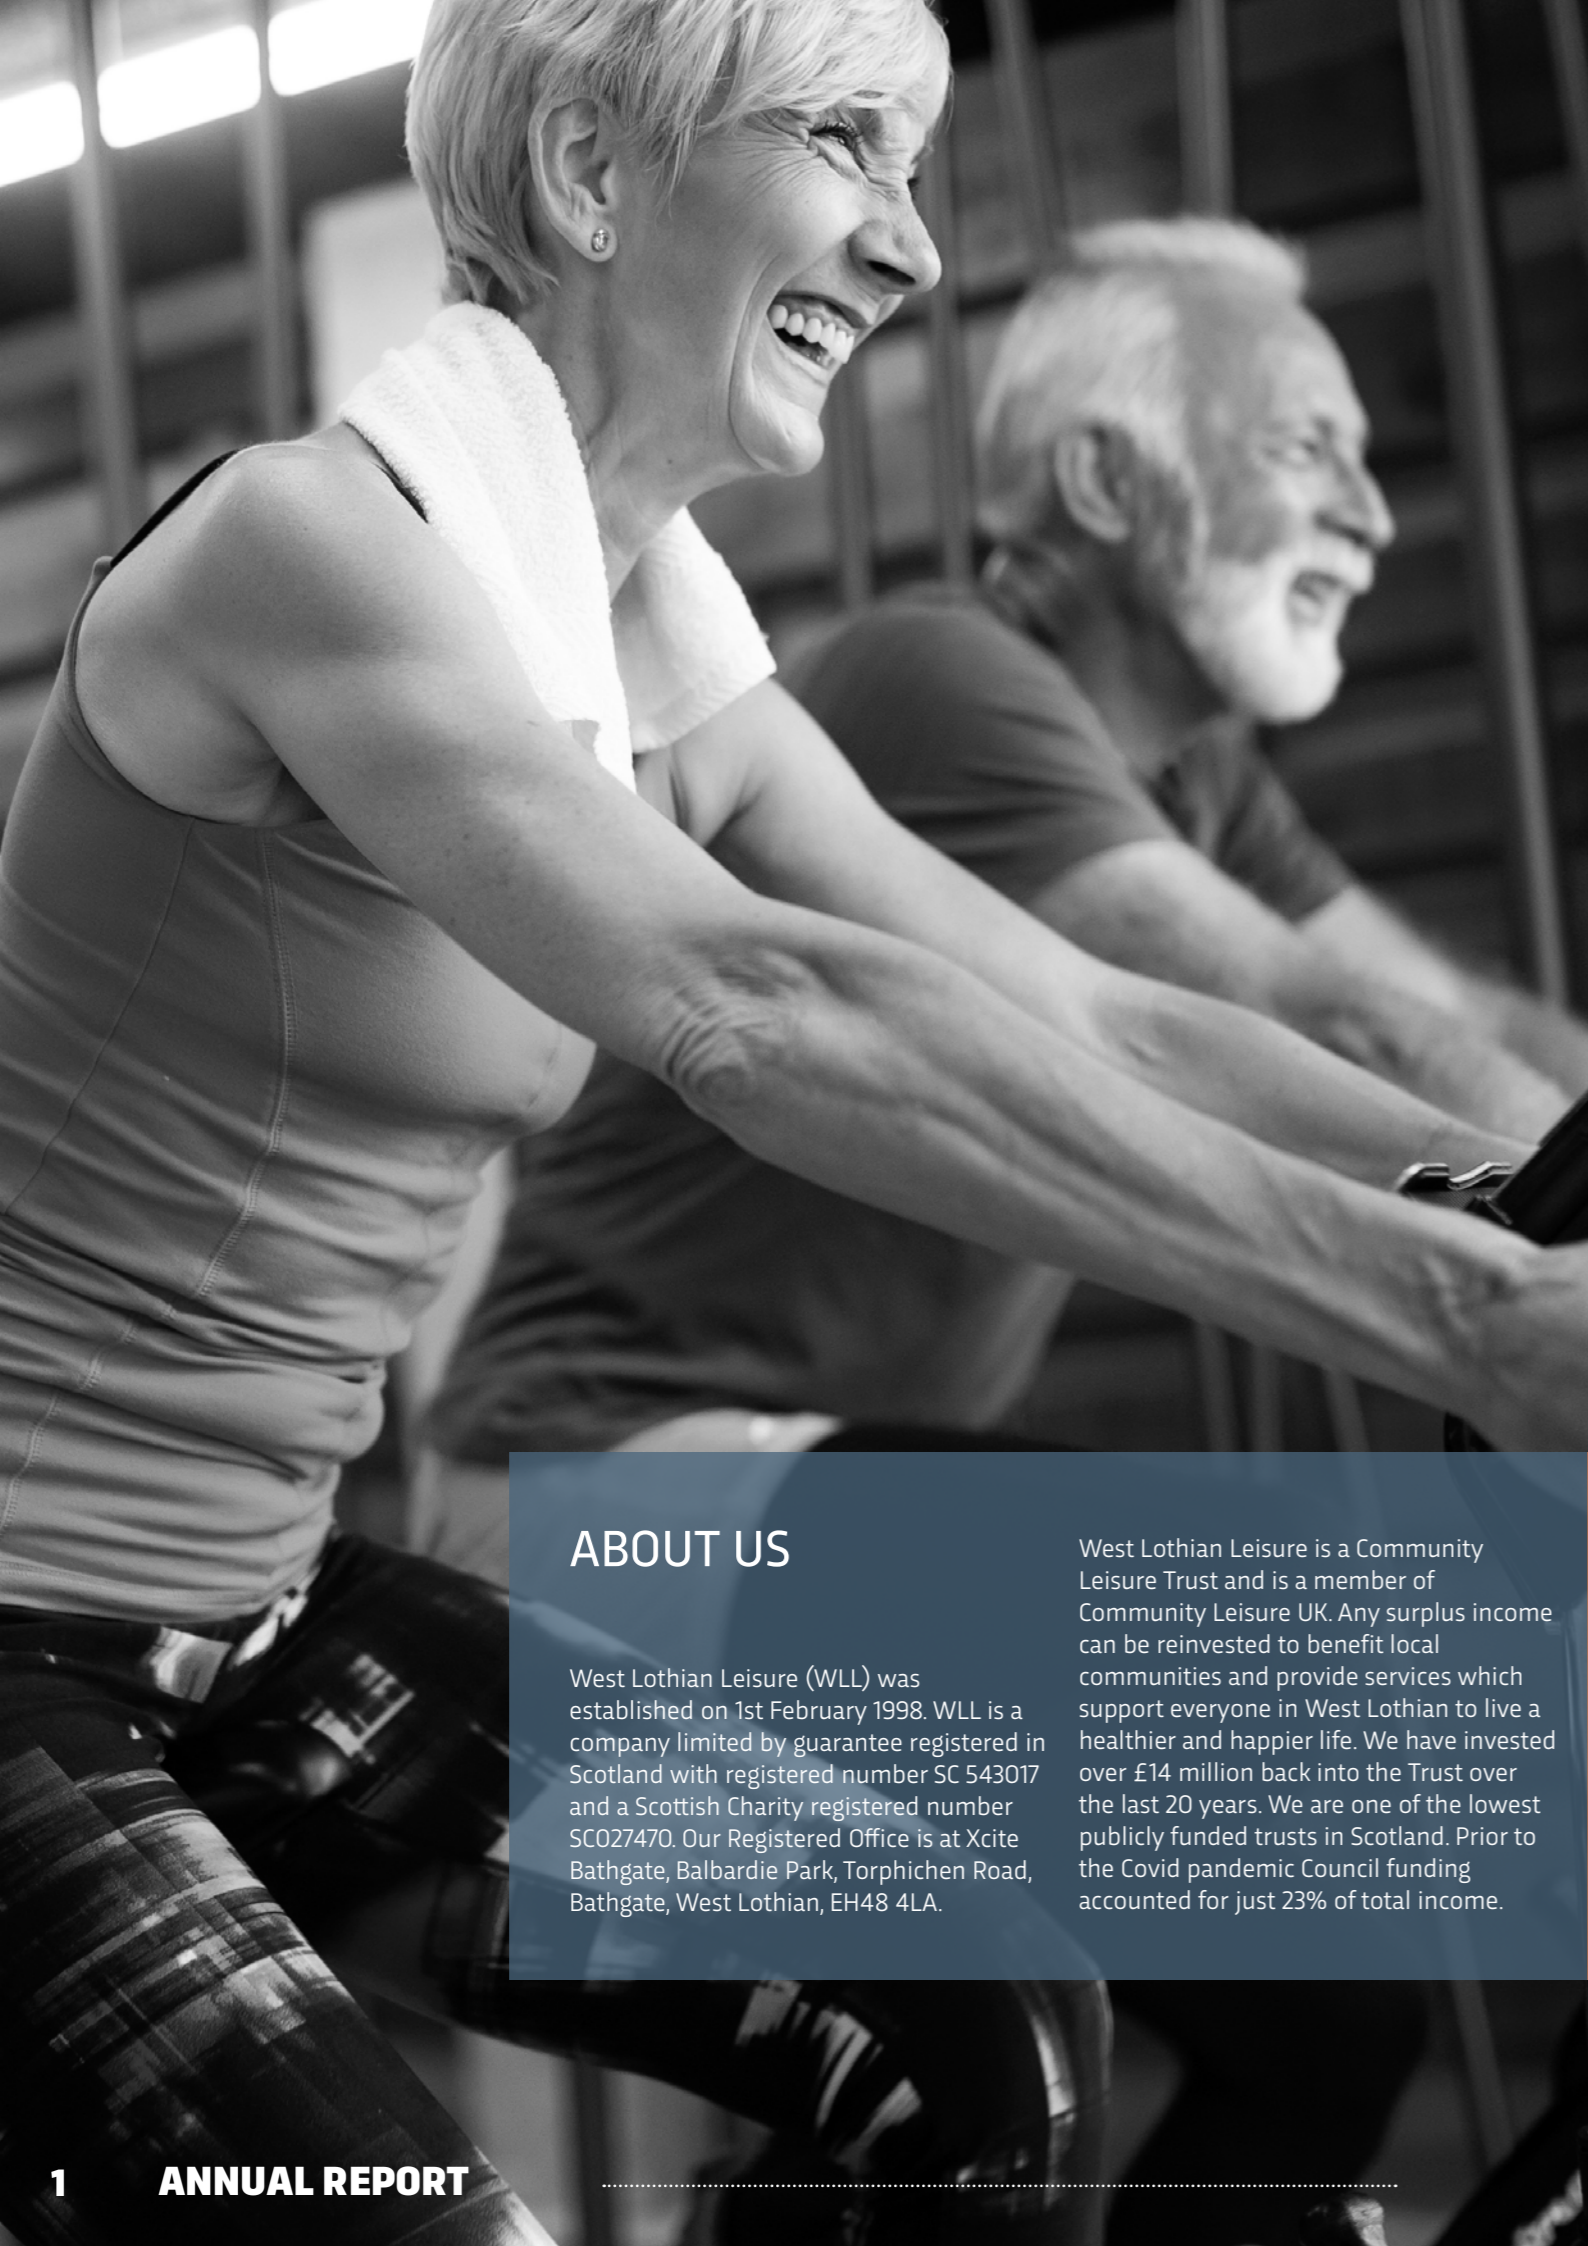 ABOUT US
West Lothian Leisure (WLL) was
established on 1st February 1998. WLL is a
company limited by guarantee registered in
Scotland with registered number SC 543017
and a Scottish Charity registered number
SC027470. Our Registered Office is at Xcite
Bathgate, Balbardie Park, Torphichen Road,
Bathgate, West Lothian, EH48 4LA.
West Lothian Leisure is a Community
Leisure Trust and is a member of
Community Leisure UK. Any surplus income
can be reinvested to benefit local
communities and provide services which
support everyone in West Lothian to live a
healthier and happier life. We have invested
over £14 million back into the Trust over
the last 20 years. We are one of the lowest
publicly funded trusts in Scotland. Prior to
the Covid pandemic Council funding
accounted for just 23% of total income.
1 ANNUAL REPORT